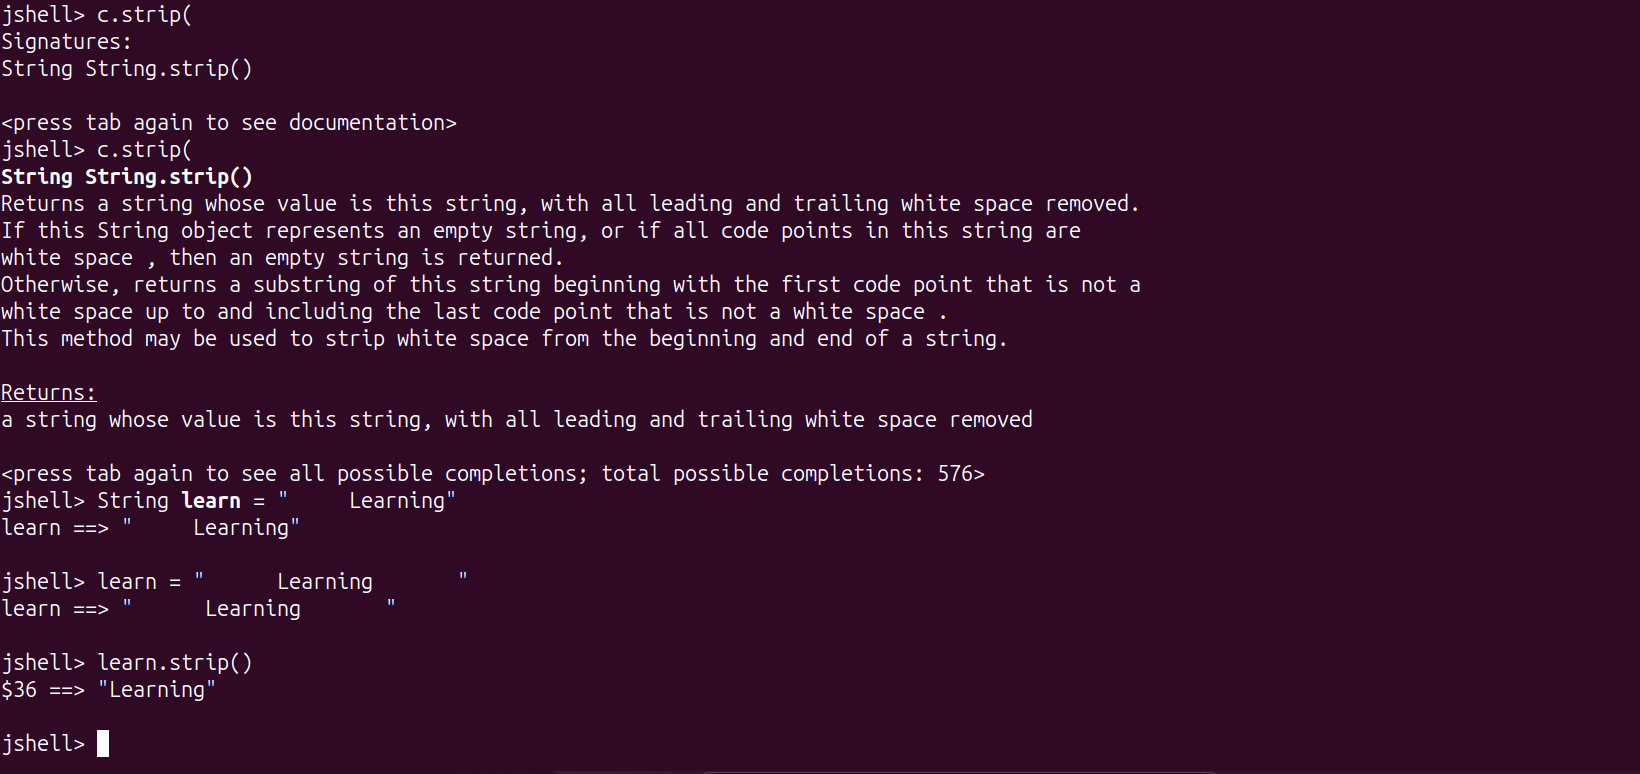 jshell> c.strip(
Signatures:
String String.strip()
<press tab again to see documentation>
jshell> c.strip(
String String.strip()
Returns a string whose value is this string, with all leading and trailing white space removed.
If this String object represents an empty string, or if all code points in this string are
white space , then an empty string is returned.
Otherwise, returns a substring of this string beginning with the first code point that is not a
white space up to and including the last code point that is not a white space .
This method may be used to strip white space from the beginning and end of a string.
Returns:
a string whose value is this string, with all leading and trailing white space removed
<press tab again to see all possible completions; total possible completions: 576>
jshell> String learn = "     Learning"
learn ==> "     Learning"
jshell> learn = "      Learning       "
learn ==> "      Learning       "
jshell> learn.strip()
$36 ==> "Learning"
jshell>